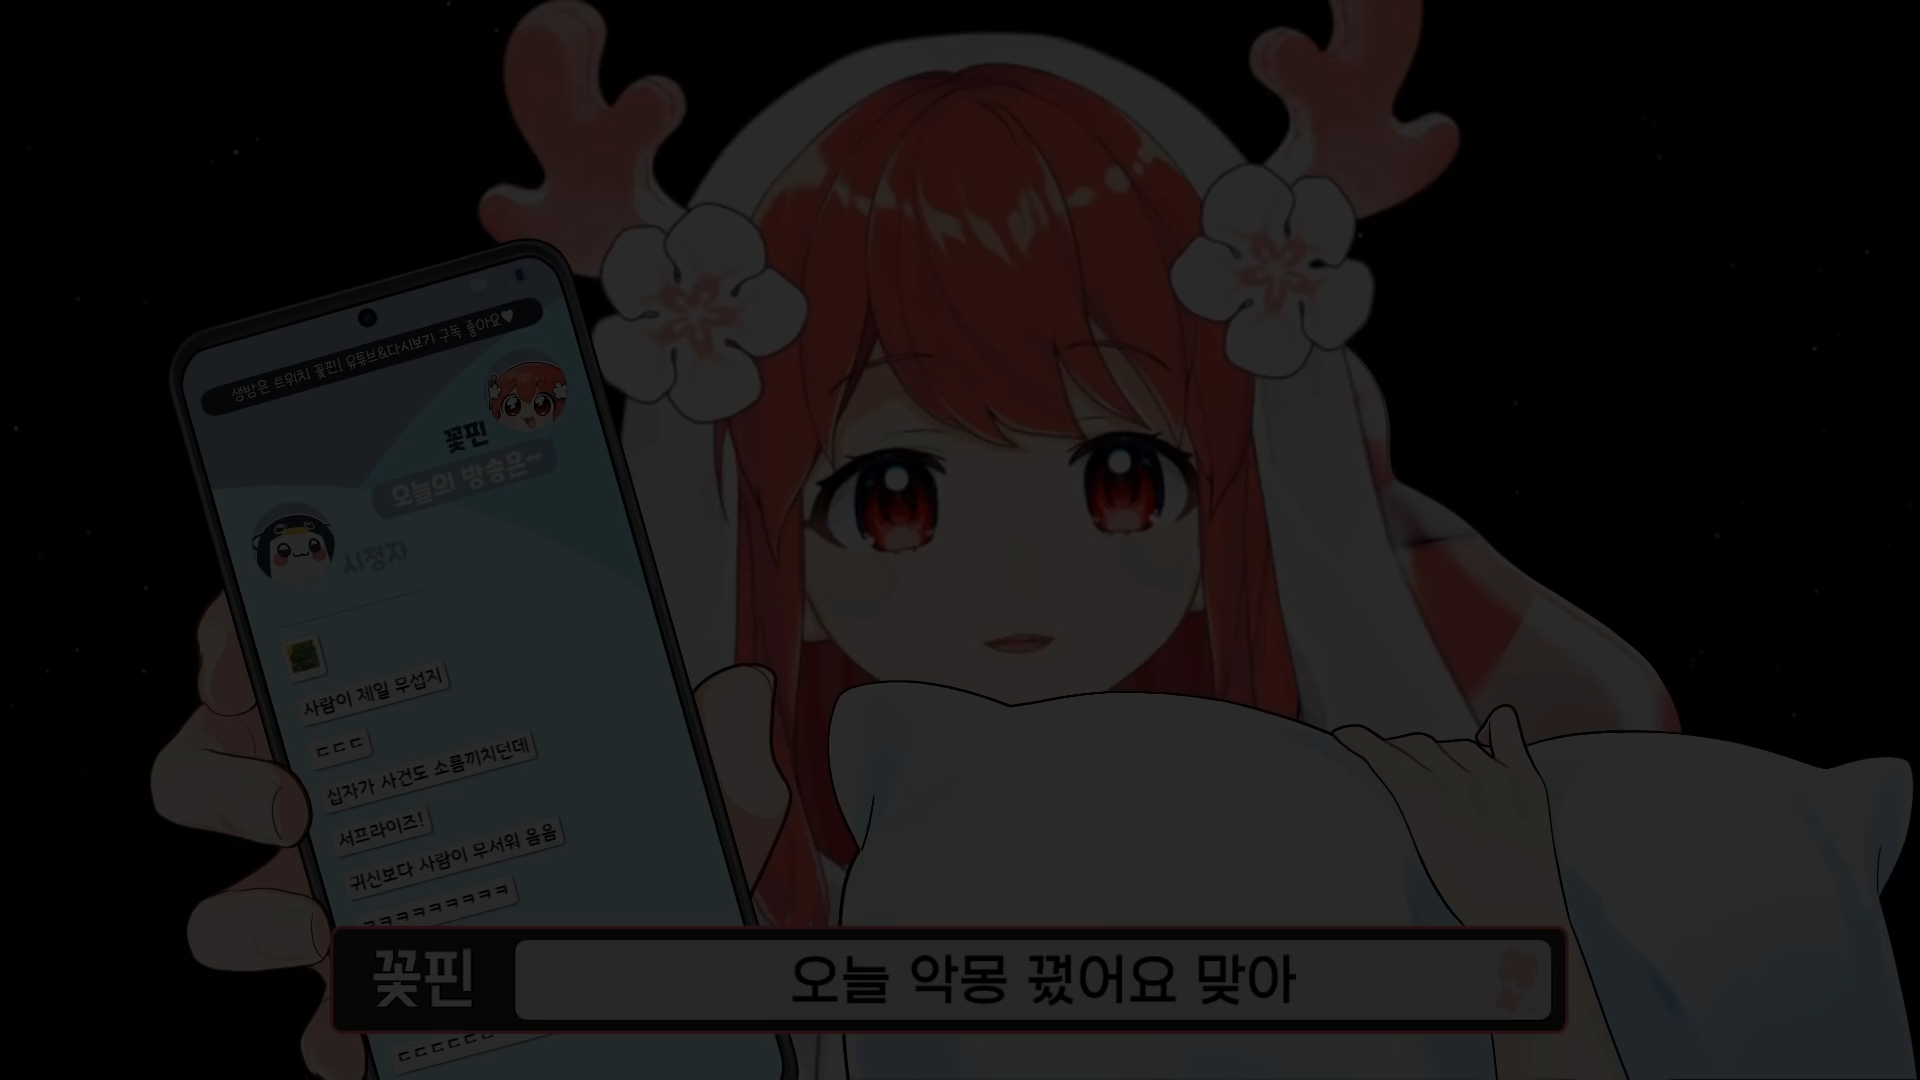 생방은 트위치 꽃핀! 유튜브&다시보기 구독 좋아요♥
꽃핀
오늘의 방송은~
시청자
사람이 제일 무섭지
ㄷㄷㄷ
십자가 사건도 소름끼치던데
서프라이즈!
귀신보다 사람이 무서워 음음
ㅋㅋㅋㅋㅋㅋㅋㅋㅋ
꽃핀
오늘 악몽 꿨어요 맞아
ㄷㄷㄷㄷㄷㄷ